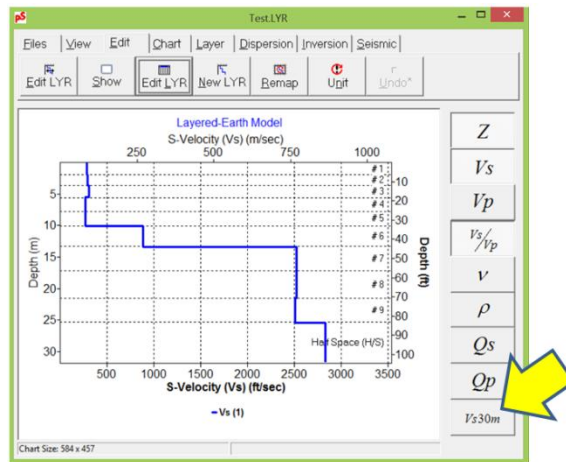 pS Test.LYR
Files View Edit Chart Layer Dispersion Inversion Seismic
Edit LYR Show Edit LYR New LYR Remap Unit Undo*
Layered-Earth Model
S-Velocity (Vs) (m/sec)
250 500 750 1000
#1
#2
#3
#4
#5
#6
#7
#8
#9
Half Space (H/S)
Depth (m)
5
10
15
20
25
30
Depth (ft)
10
20
30
40
50
60
70
80
90
100
500 1000 1500 2000 2500 3000 3500
S-Velocity (Vs) (ft/sec)
Vs (1)
Z
Vs
Vp
Vs/Vp
ν
ρ
Qs
Qp
Vs30m
Chart Size: 584 x 457